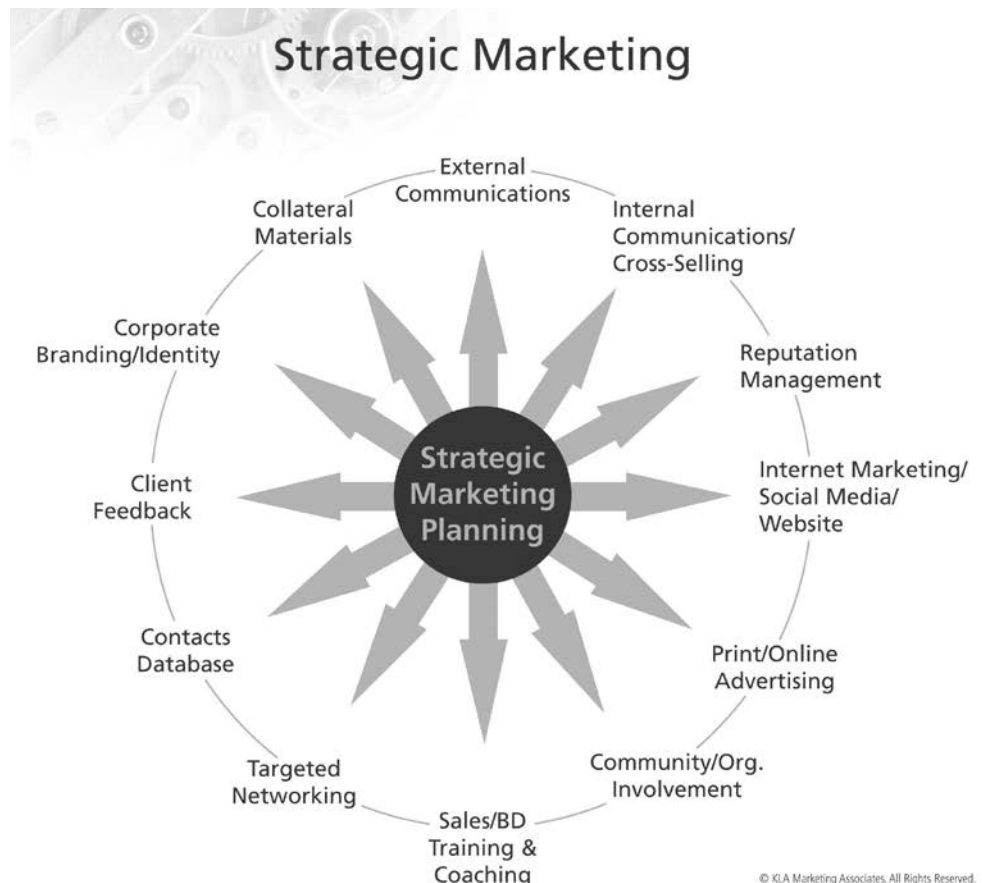 Strategic Marketing
External
Communications
Internal
Communications/
Cross-Selling
Reputation
Management
Internet Marketing/
Social Media/
Website
Print/Online
Advertising
Community/Org.
Involvement
Sales/BD
Training &
Coaching
Targeted
Networking
Contacts
Database
Client
Feedback
Corporate
Branding/Identity
Collateral
Materials
Strategic
Marketing
Planning
© KLA Marketing Associates. All Rights Reserved.